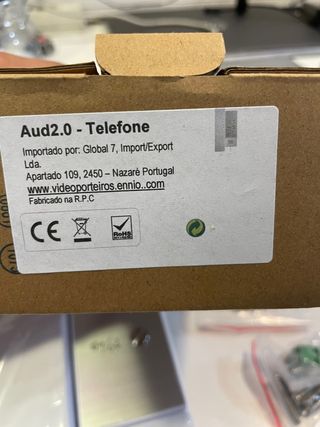 Aud2.0 - Telefone
Importado por: Global 7, Import/Export
Lda.
Apartado 109, 2450 – Nazaré Portugal
www.videoporteiros.ennio..com
Fabricado na R.P.C
CE
RoHS